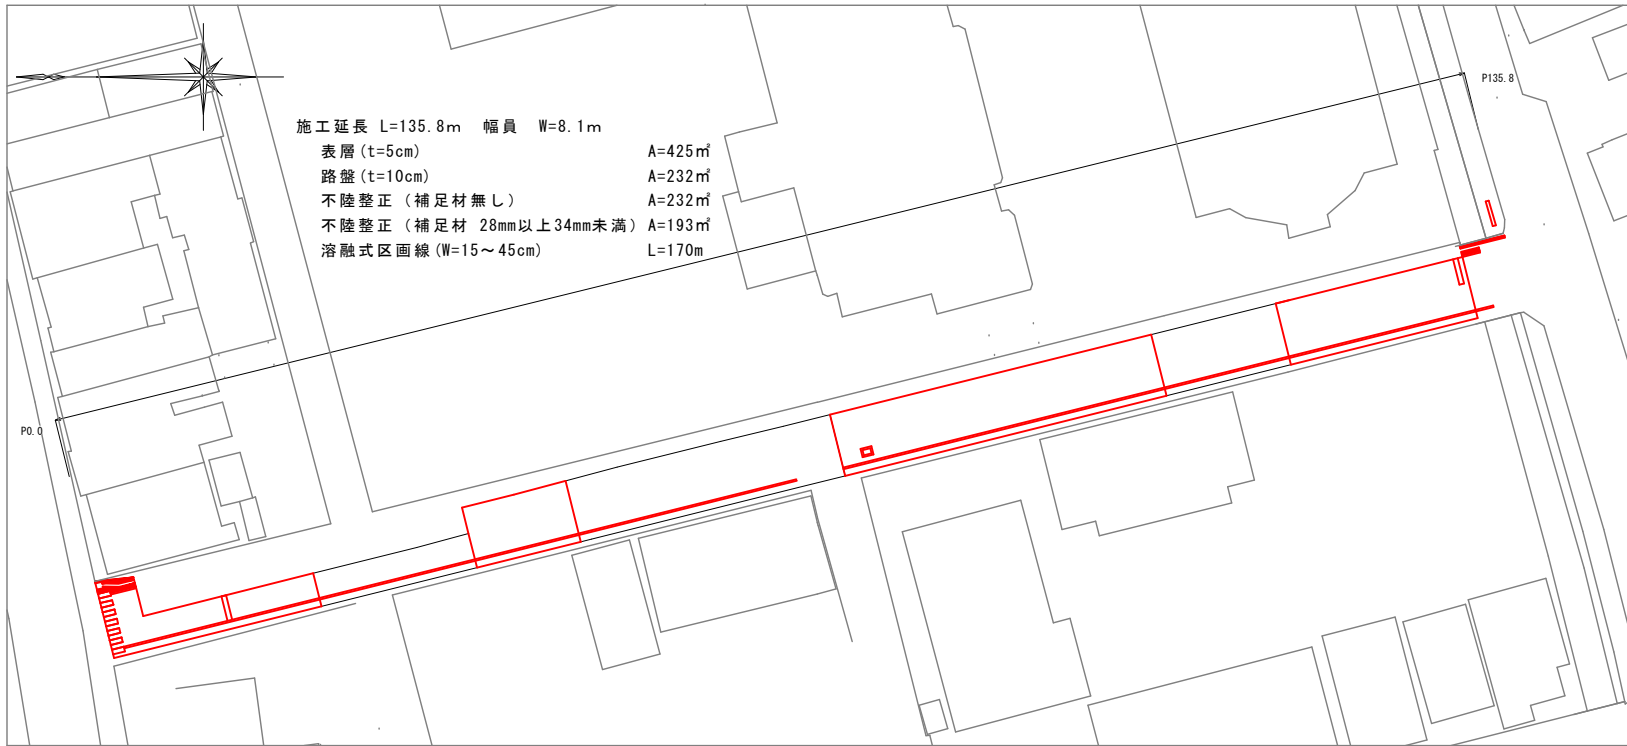 P135.8
施工延長 L=135.8m 幅員 W=8.1m
表層(t=5cm) A=425㎡
路盤(t=10cm) A=232㎡
不陸整正（補足材無し） A=232㎡
不陸整正（補足材 28mm以上34mm未満） A=193㎡
溶融式区画線(W=15～45cm) L=170m
P0.0